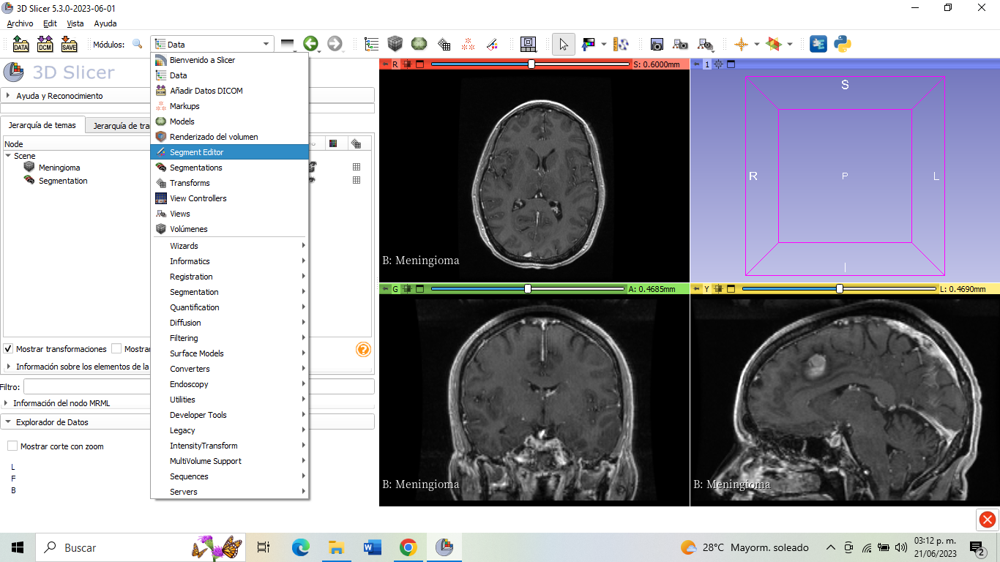 3D Slicer 5.3.0-2023-06-01
Archivo Edit Vista Ayuda
DATA DCM SAVE Módulos: Data
3D Slicer
Ayuda y Reconocimiento
Jerarquía de temas Jerarquía de tra
Node
Scene
Meningioma
Segmentation
Mostrar transformaciones Mostrar
Información sobre los elementos de la
Filtro:
Información del nodo MRML
Explorador de Datos
Mostrar corte con zoom
L
F
B
Bienvenido a Slicer
Data
Añadir Datos DICOM
Markups
Models
Renderizado del volumen
Segment Editor
Segmentations
Transforms
View Controllers
Views
Volúmenes
Wizards
Informatics
Registration
Segmentation
Quantification
Diffusion
Filtering
Surface Models
Converters
Endoscopy
Utilities
Developer Tools
Legacy
IntensityTransform
MultiVolume Support
Sequences
Servers
R S: 0.6000mm
B: Meningioma
1
S
R P L
I
G A: 0.4685mm
B: Meningioma
Y L: 0.4690mm
B: Meningioma
Buscar
28°C Mayorm. soleado
03:12 p. m.
21/06/2023
2